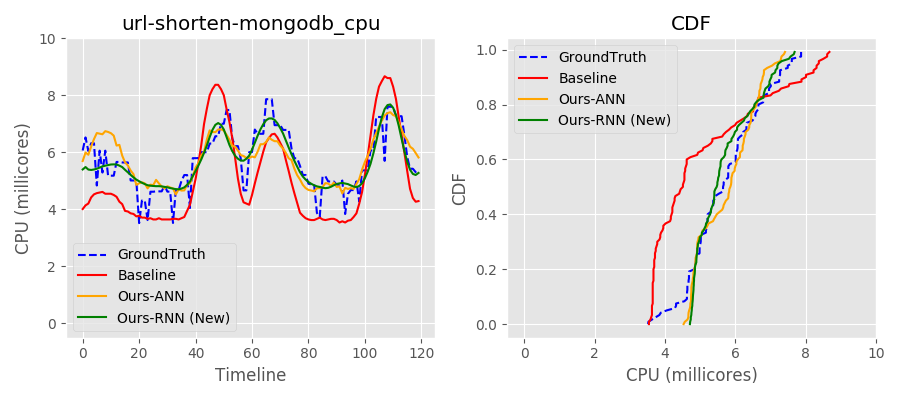 url-shorten-mongodb_cpu
CPU (millicores)
10
8
6
4
2
0
GroundTruth
Baseline
Ours-ANN
Ours-RNN (New)
0
20
40
60
80
100
120
Timeline
CDF
CDF
1.0
0.8
0.6
0.4
0.2
0.0
GroundTruth
Baseline
Ours-ANN
Ours-RNN (New)
0
2
4
6
8
10
CPU (millicores)